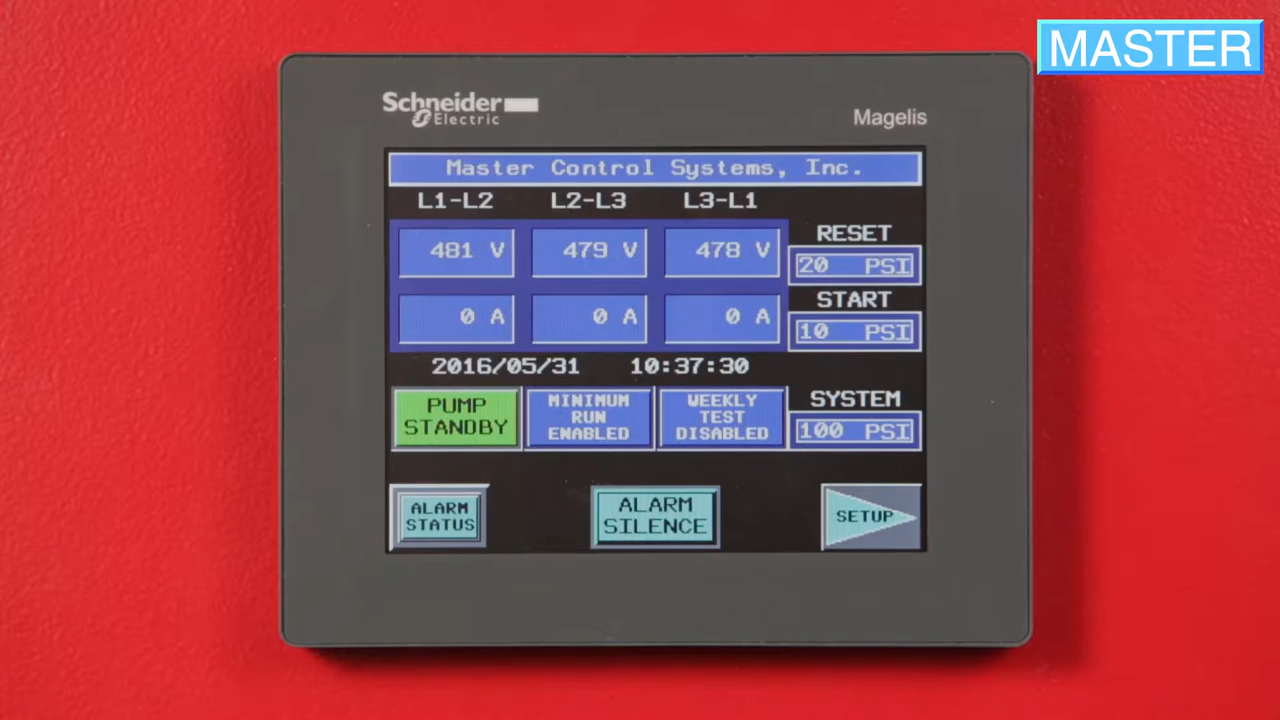 MASTER
Schneider
Electric
Magelis
Master Control Systems, Inc.
L1-L2 L2-L3 L3-L1
481 V 479 V 478 V
RESET
20 PSI
0 A 0 A 0 A
START
10 PSI
2016/05/31 10:37:30
PUMP
STANDBY
MINIMUM
RUN
ENABLED
WEEKLY
TEST
DISABLED
SYSTEM
100 PSI
ALARM
STATUS
ALARM
SILENCE
SETUP